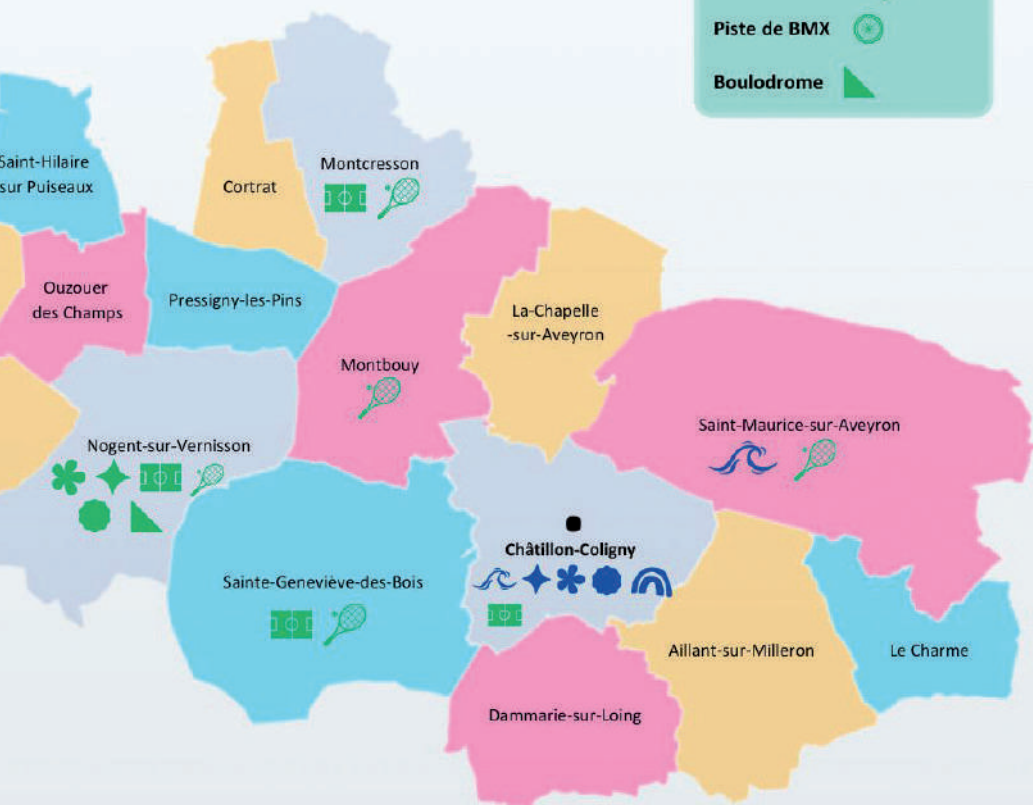 Piste de BMX
Boulodrome
Saint-Hilaire
sur Puiseaux
Cortrat
Montcresson
Ouzouer
des Champs
Pressigny-les-Pins
La-Chapelle
-sur-Aveyron
Montbouy
Saint-Maurice-sur-Aveyron
Nogent-sur-Vernisson
Châtillon-Coligny
Sainte-Geneviève-des-Bois
Aillant-sur-Milleron
Le Charme
Dammarie-sur-Loing